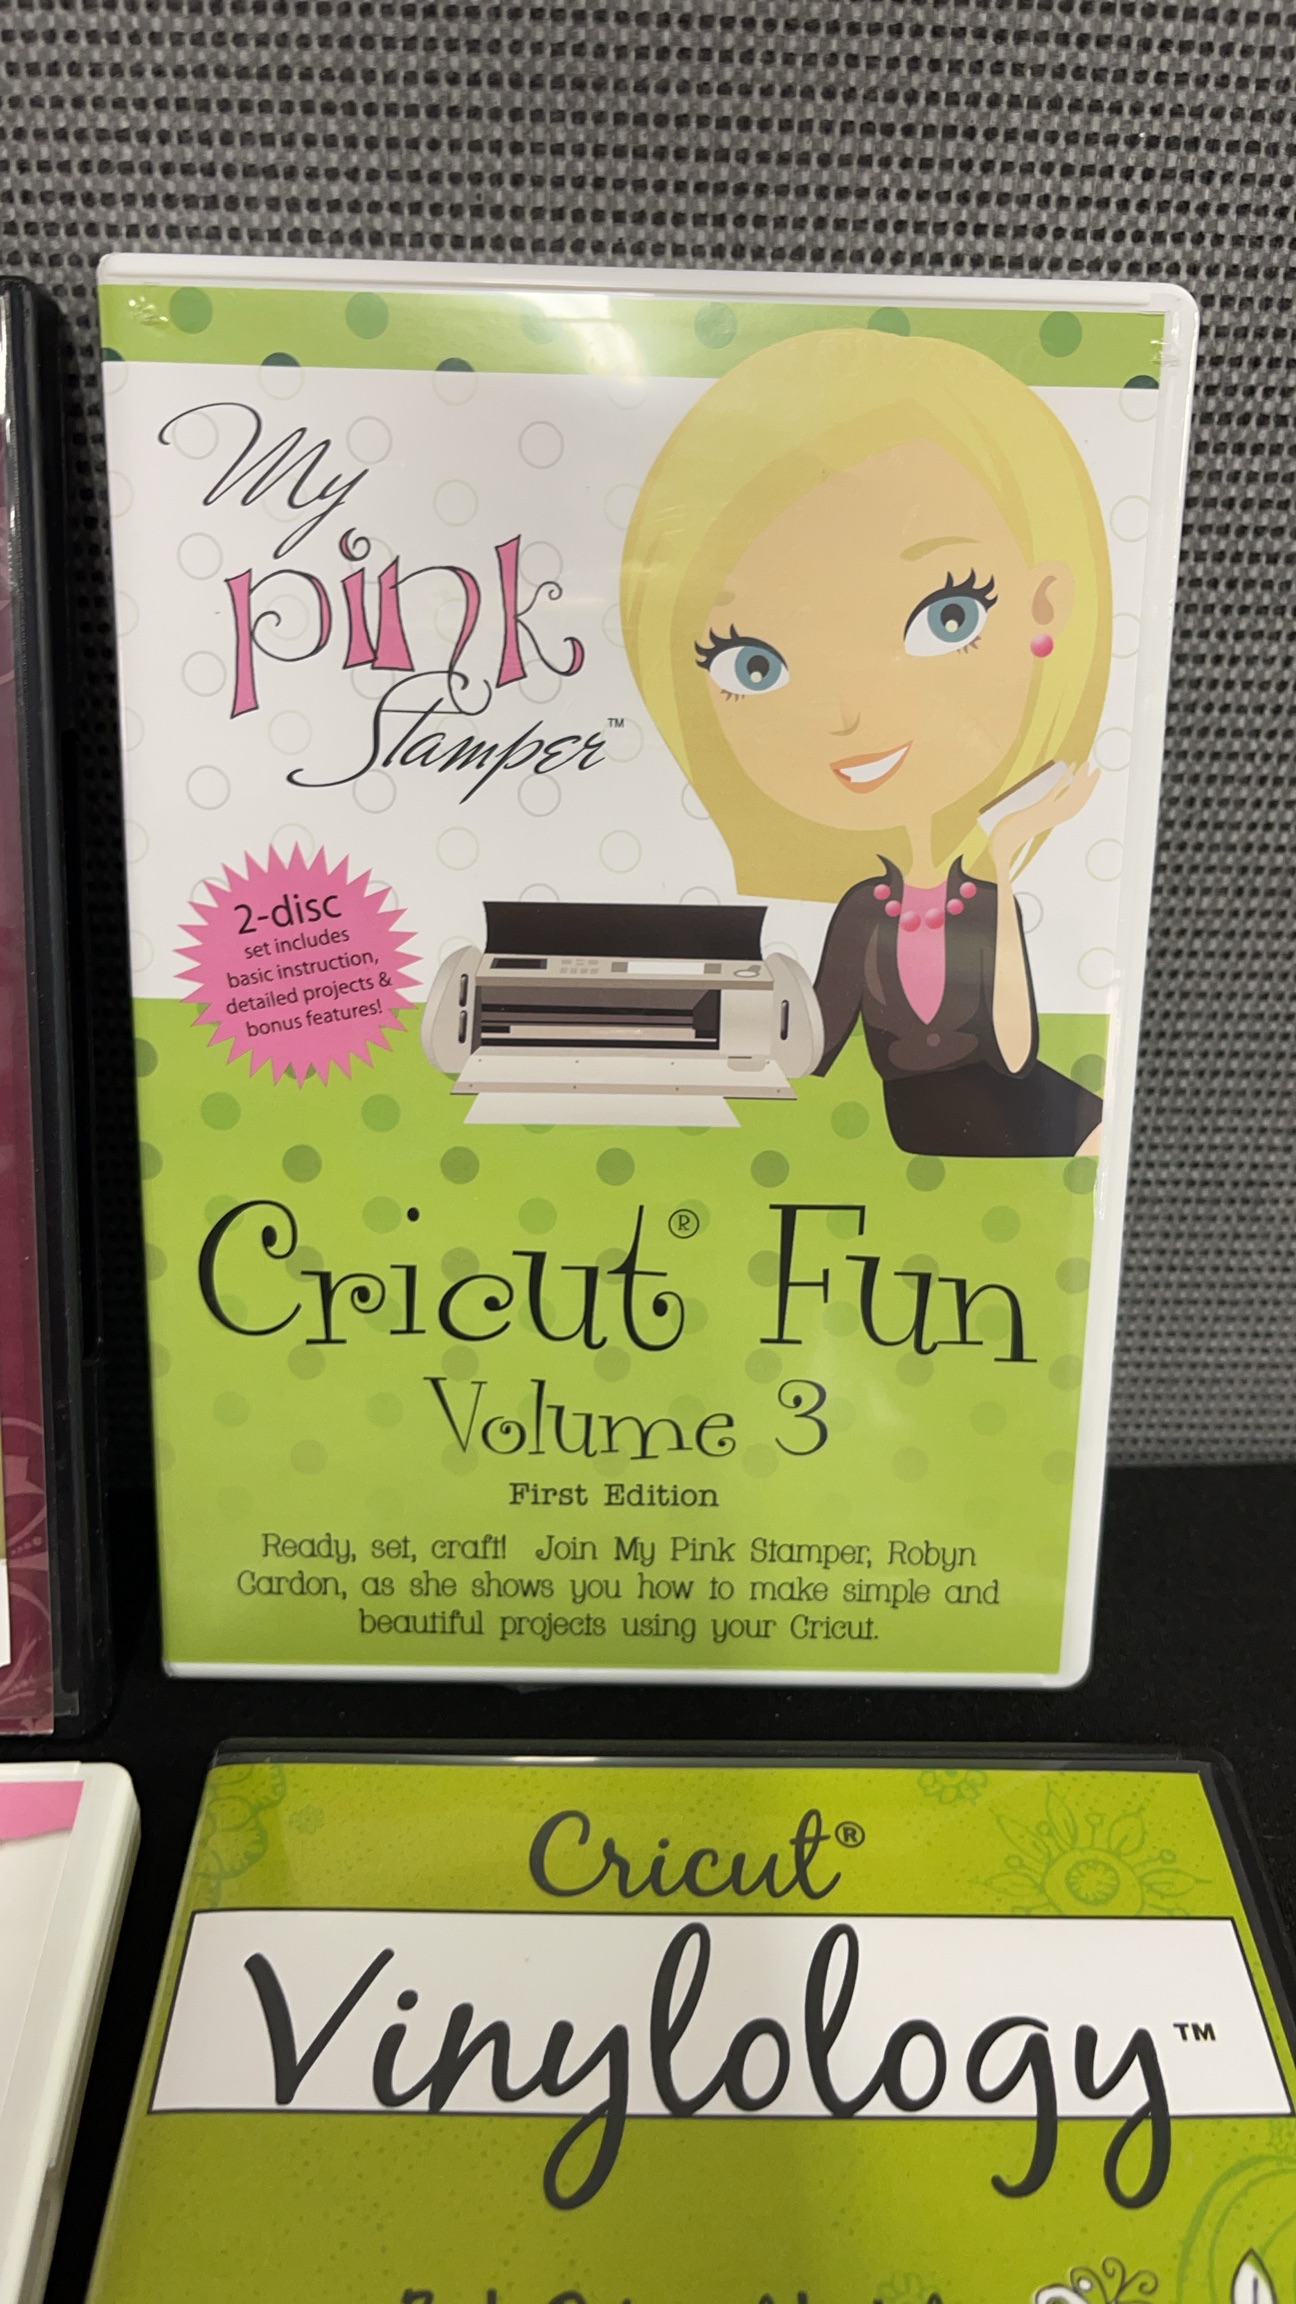 My
pink
Stamper™
2-disc
set includes
basic instruction,
detailed projects &
bonus features!
Cricut® Fun
Volume 3
First Edition
Ready, set, craft! Join My Pink Stamper, Robyn
Cardon, as she shows you how to make simple and
beautiful projects using your Cricut.
Cricut®
Vinylology™